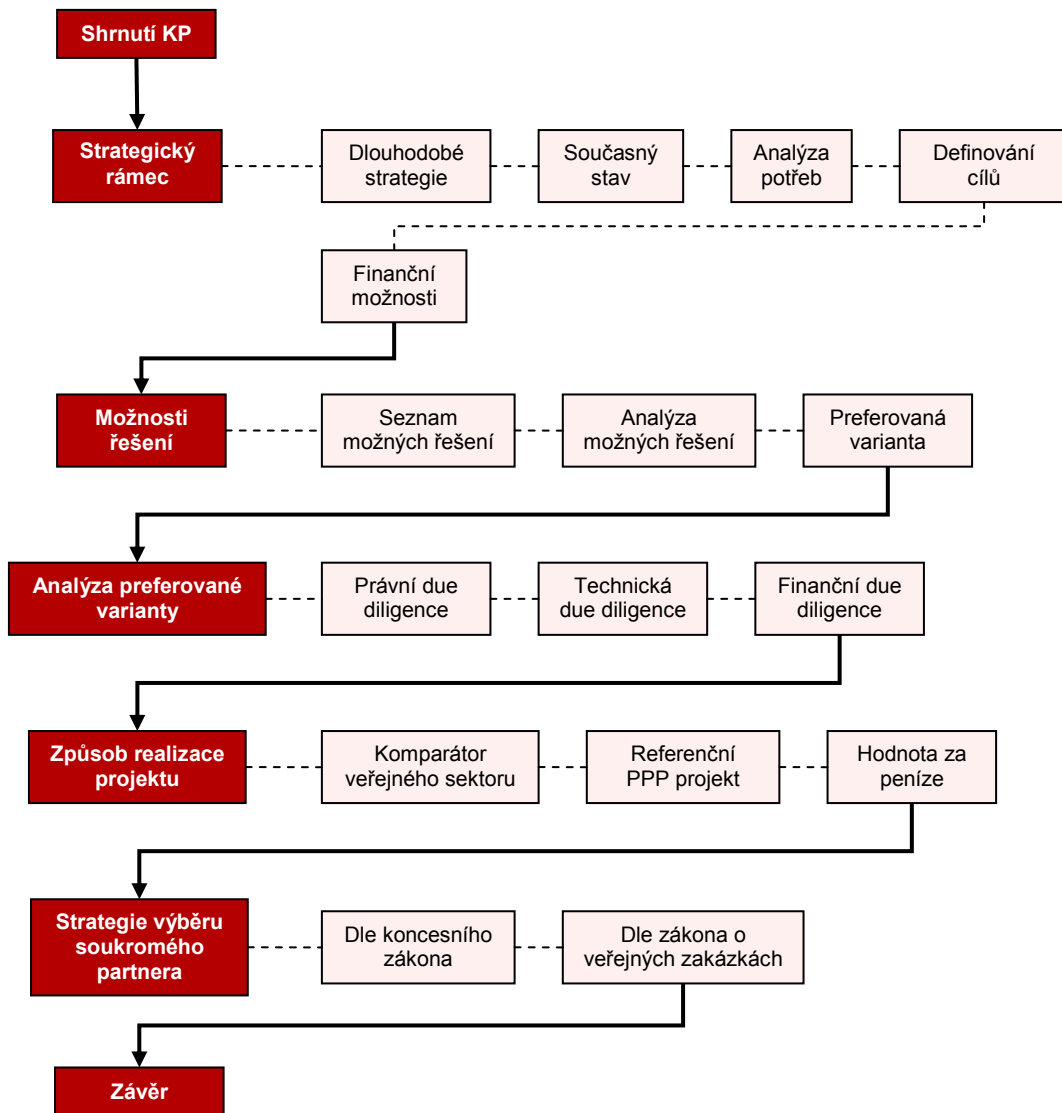 Shrnutí KP
Strategický
rámec
Dlouhodobé
strategie
Současný
stav
Analýza
potřeb
Definování
cílů
Finanční
možnosti
Možnosti
řešení
Seznam
možných řešení
Analýza
možných řešení
Preferovaná
varianta
Analýza preferované
varianty
Právní due
diligence
Technická
due diligence
Finanční due
diligence
Způsob realizace
projektu
Komparátor
veřejného sektoru
Referenční
PPP projekt
Hodnota za
peníze
Strategie výběru
soukromého
partnera
Dle koncesního
zákona
Dle zákona o
veřejných zakázkách
Závěr